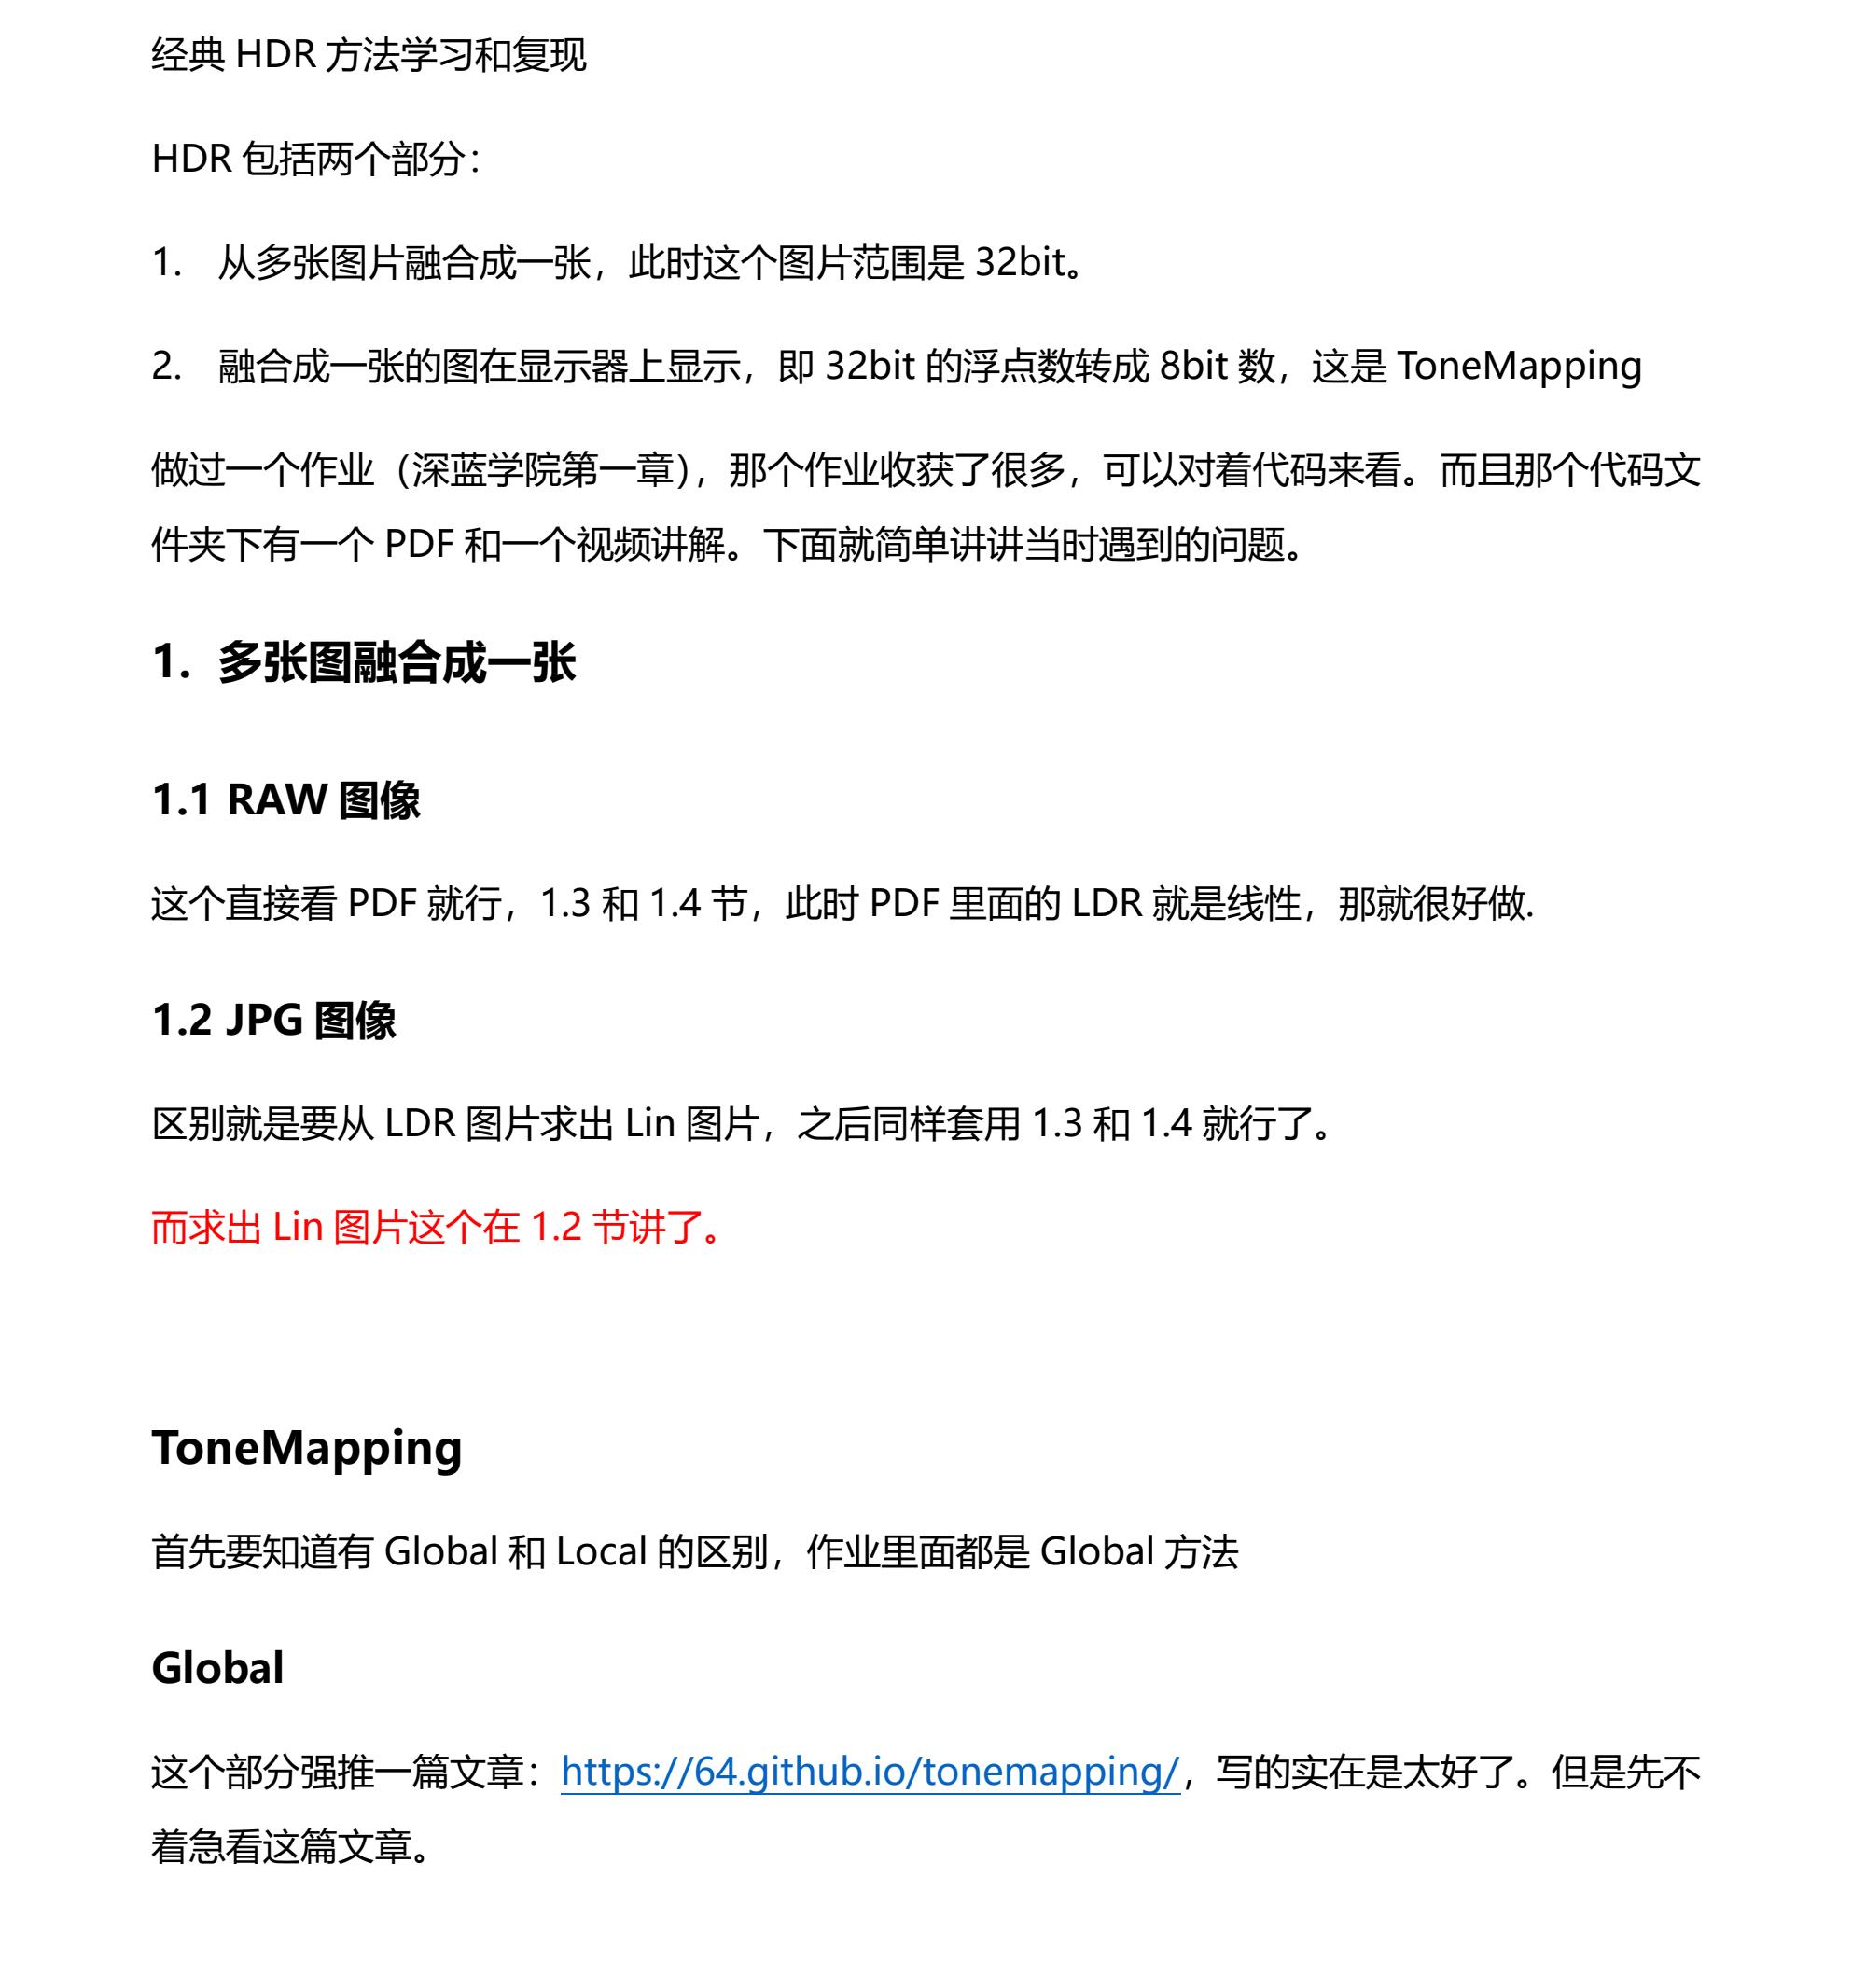 经典 HDR 方法学习和复现
HDR 包括两个部分：
1. 从多张图片融合成一张，此时这个图片范围是 32bit。
2. 融合成一张的图在显示器上显示，即 32bit 的浮点数转成 8bit 数，这是 ToneMapping
做过一个作业（深蓝学院第一章），那个作业收获了很多，可以对着代码来看。而且那个代码文
件夹下有一个 PDF 和一个视频讲解。下面就简单讲讲当时遇到的问题。
1. 多张图融合成一张
1.1 RAW 图像
这个直接看 PDF 就行，1.3 和 1.4 节，此时 PDF 里面的 LDR 就是线性，那就很好做.
1.2 JPG 图像
区别就是要从 LDR 图片求出 Lin 图片，之后同样套用 1.3 和 1.4 就行了。
而求出 Lin 图片这个在 1.2 节讲了。
ToneMapping
首先要知道有 Global 和 Local 的区别，作业里面都是 Global 方法
Global
这个部分强推一篇文章：https://64.github.io/tonemapping/，写的实在是太好了。但是先不
着急看这篇文章。